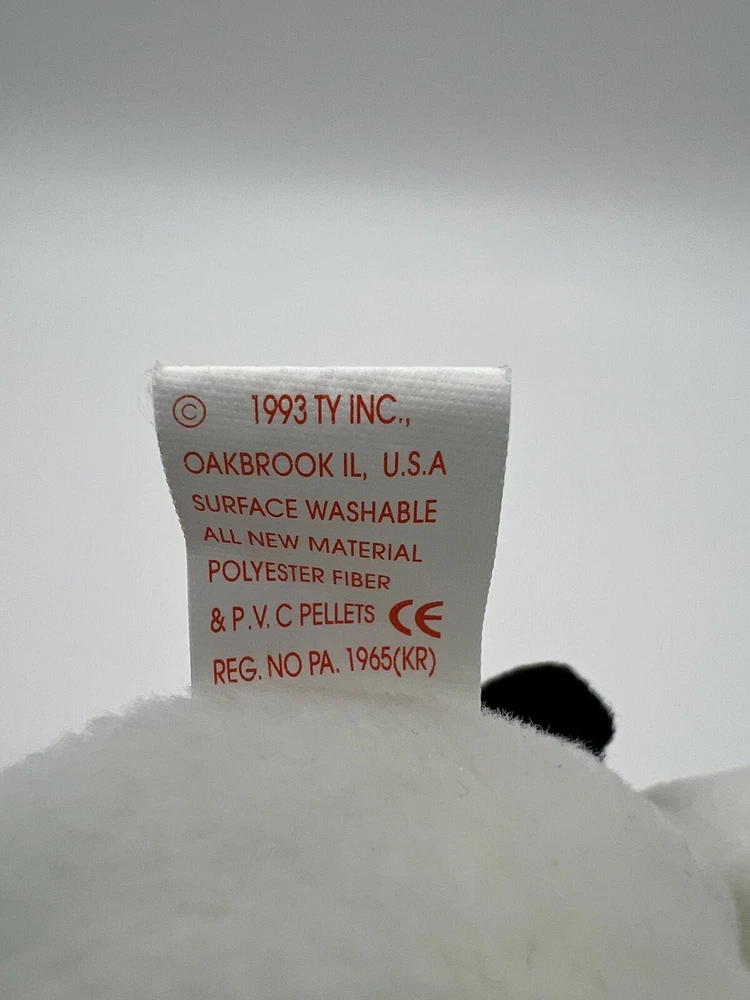 © 1993 TY INC.,
OAKBROOK IL, U.S.A
SURFACE WASHABLE
ALL NEW MATERIAL
POLYESTER FIBER
& P.V.C PELLETS CE
REG. NO PA. 1965(KR)